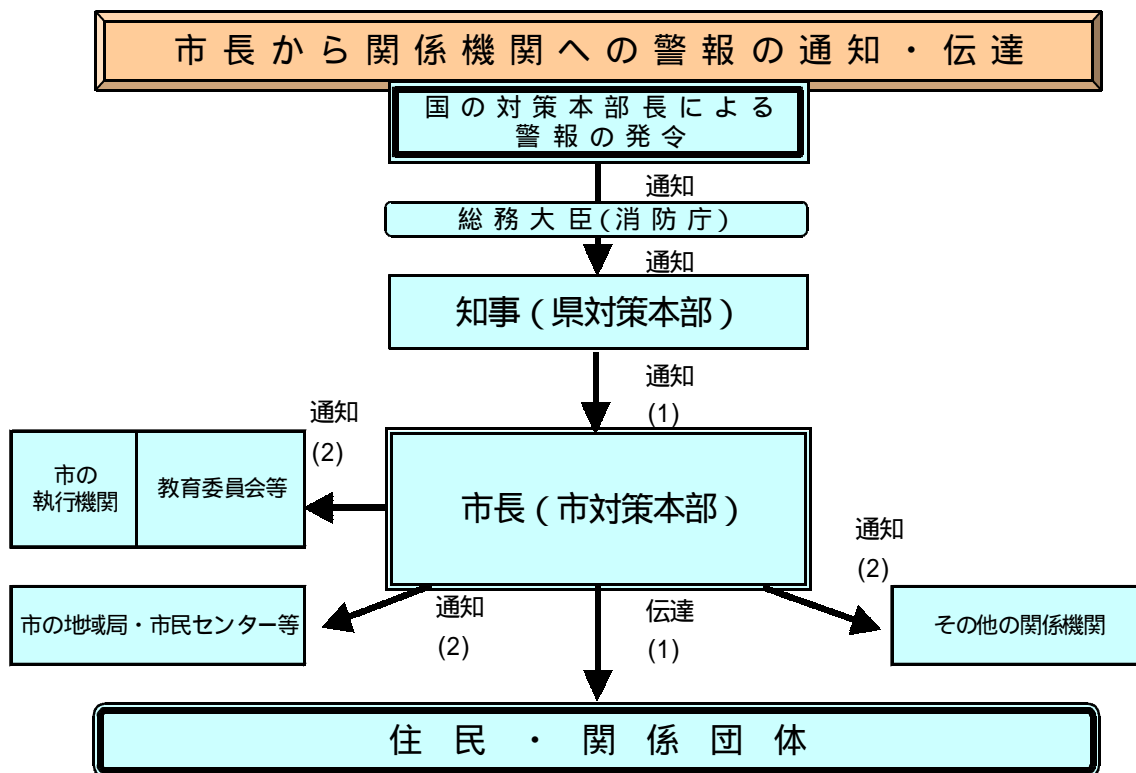 市長から関係機関への警報の通知・伝達
国の対策本部長による
警報の発令
通知
総務大臣(消防庁)
通知
知事(県対策本部)
通知
(1)
通知
(2)
市の
執行機関
教育委員会等
市長(市対策本部)
通知
(2)
市の地域局・市民センター等
通知
(2)
伝達
(1)
その他の関係機関
住民・関係団体